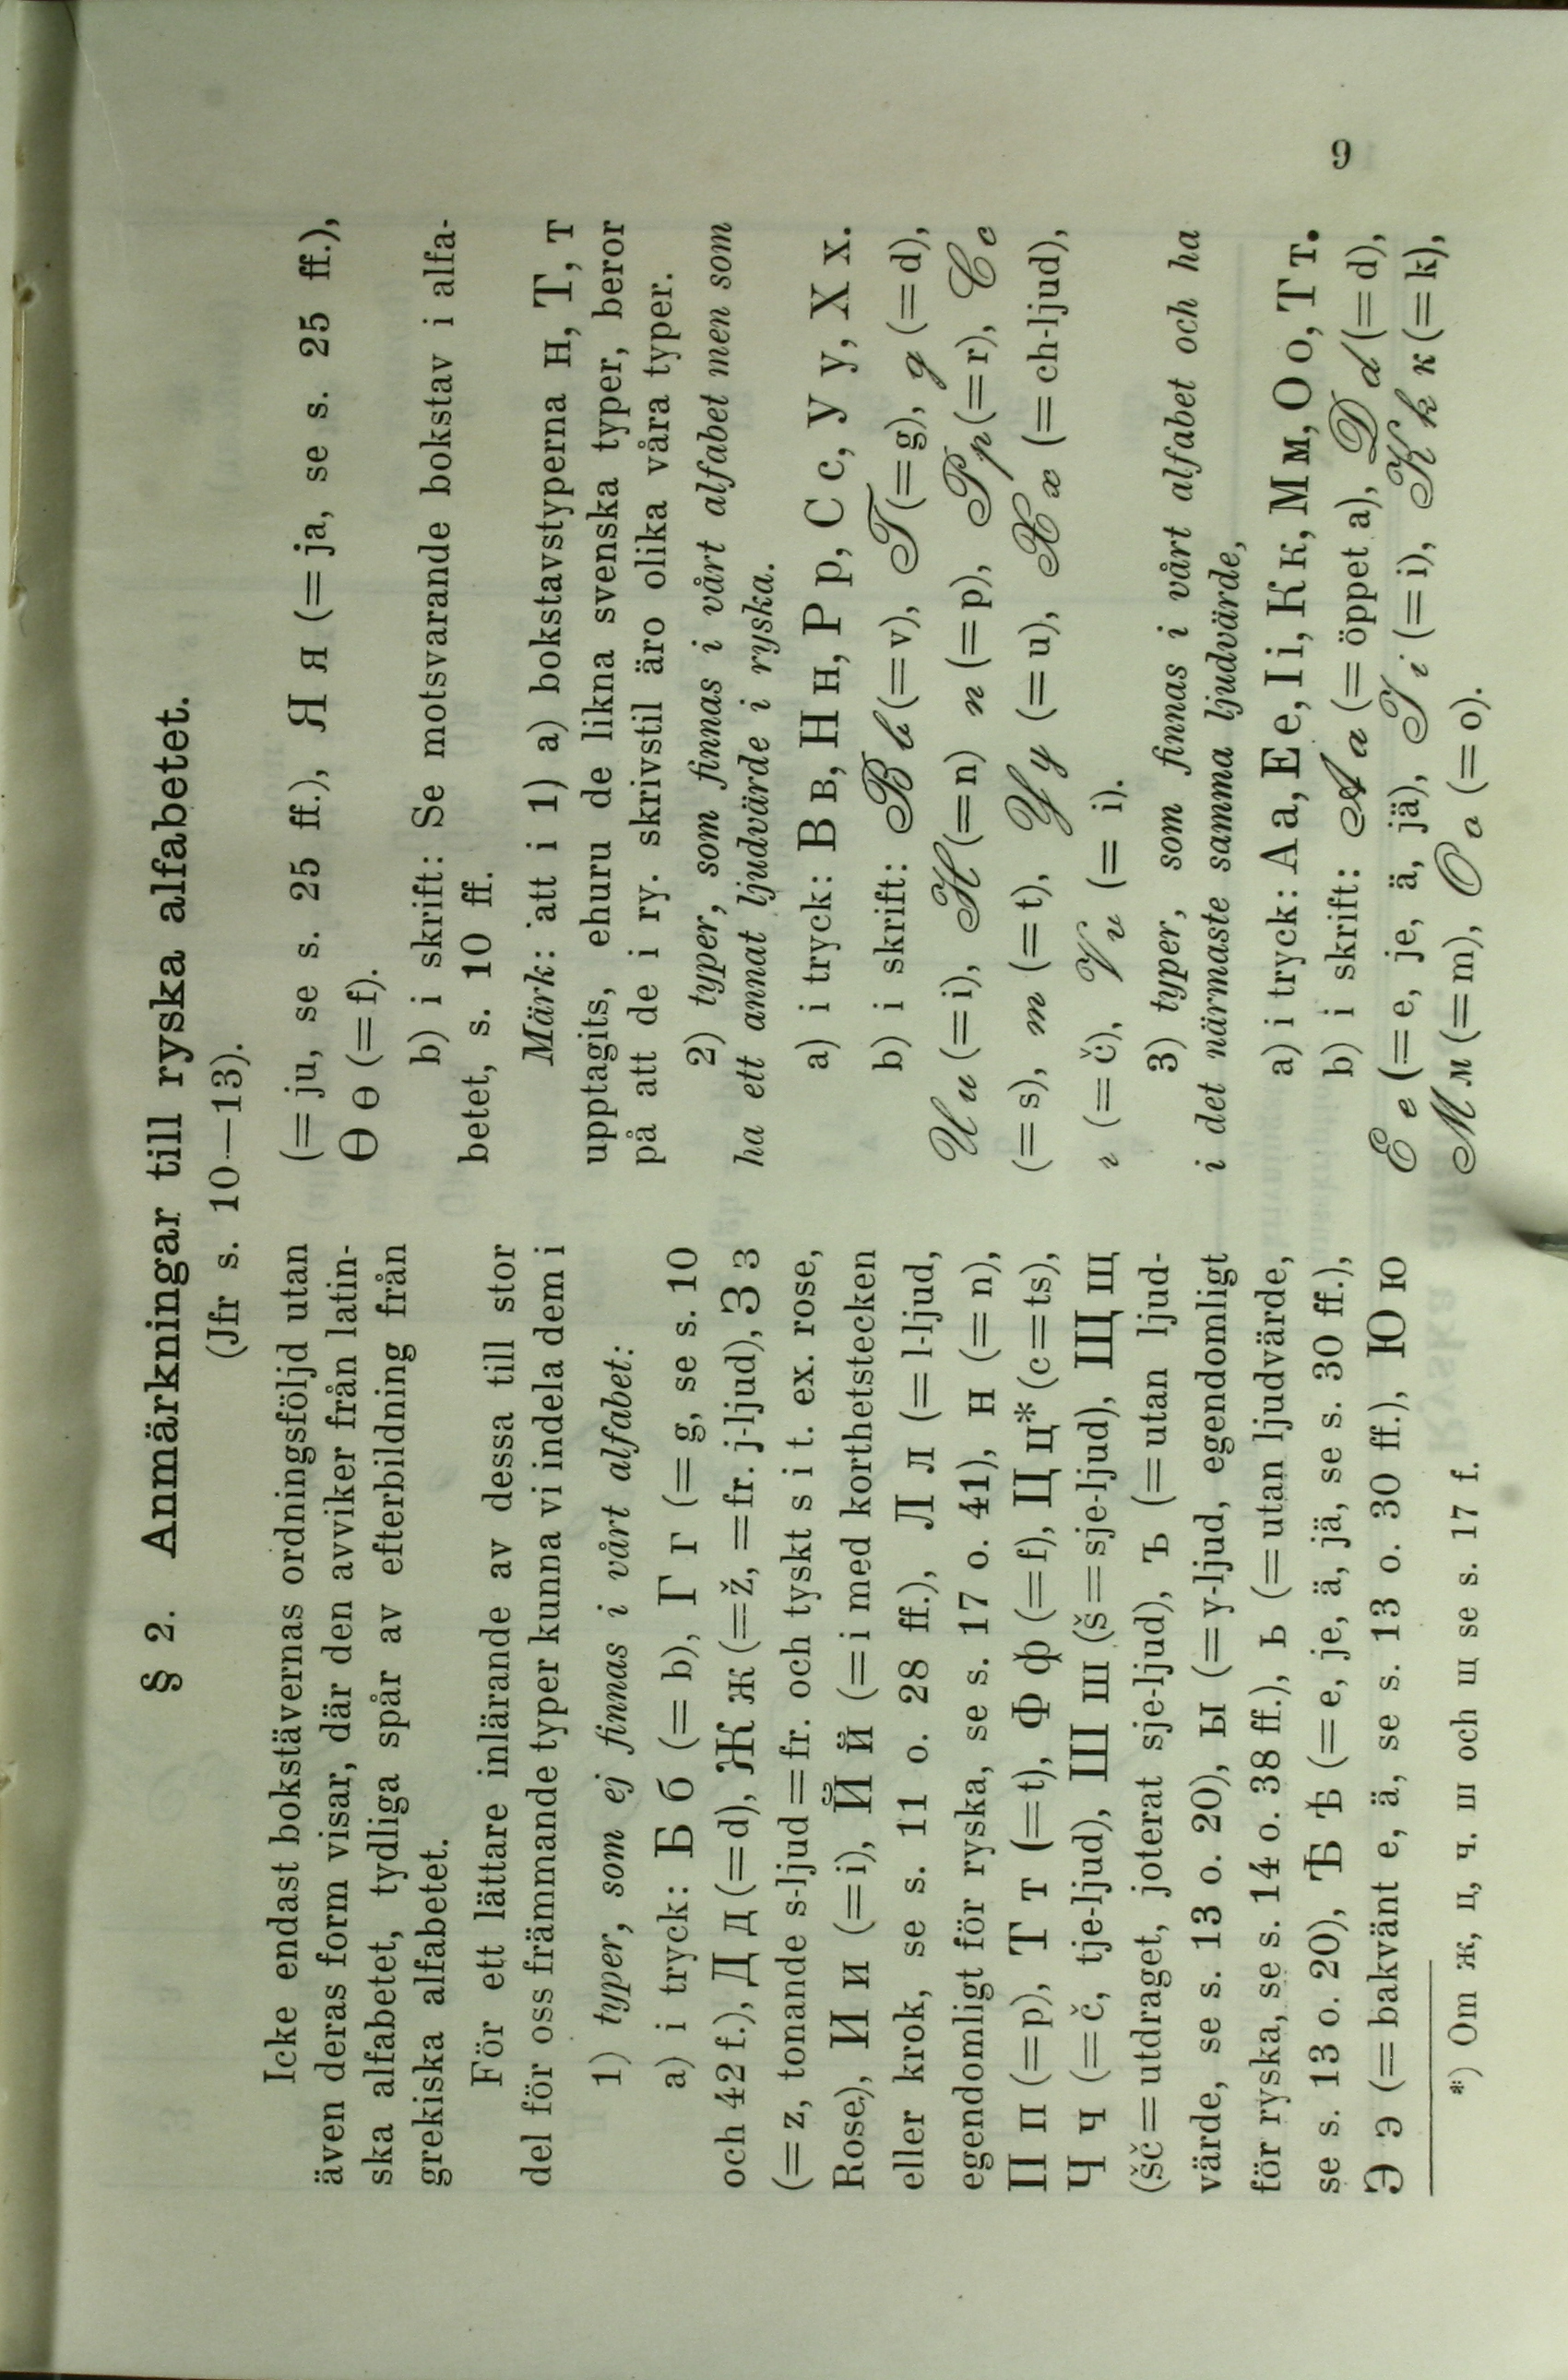 § 2. Anmärkningar till ryska alfabetet.
(Jfr s. 10—13).
Icke endast bokstävernas ordningsföljd utan
även deras form visar, där den avviker från latin-
ska alfabetet, tydliga spår av efterbildning från
grekiska alfabetet.
För ett lättare inlärande av dessa till stor
del för oss främmande typer kunna vi indela dem i
1) typer, som ej finnas i vårt alfabet:
a) i tryck: Б б (= b), Г г (= g, se s. 10
och 42 f.), Д д (= d), Ж ж (= ž, = fr. j-ljud), З з
(= z, tonande s-ljud = fr. och tyskt s i t. ex. rose,
Rose), И и (= i), Й й (= i med korthetstecken
eller krok, se s. 11 o. 28 ff.), Л л (= l-ljud,
egendomligt för ryska, se s. 17 o. 41), н (= n),
П п (= p), Т т (= t), Ф ф (= f), Ц ц* (c = ts),
Ч ч (= č, tje-ljud), Ш ш (š = sje-ljud), Щ щ
(šč = utdraget, joterat sje-ljud), ъ (= utan ljud-
värde, se s. 13 o. 20), ы (= y-ljud, egendomligt
för ryska, se s. 14 o. 38 ff.), ь (= utan ljudvärde,
se s. 13 o. 20), Ѣ ѣ (= e, je, ä, jä, se s. 30 ff.),
Э э (= bakvänt e, ä, se s. 13 o. 30 ff.), Ю ю
*) Om ж, ц, ч. ш och щ se s. 17 f.
(= ju, se s. 25 ff.), Я я (= ja, se s. 25 ff.),
Ѳ ѳ (= f).
b) i skrift: Se motsvarande bokstav i alfa-
betet, s. 10 ff.
Märk: att i 1) a) bokstavstyperna н, Т, т
upptagits, ehuru de likna svenska typer, beror
på att de i ry. skrivstil äro olika våra typer.
2) typer, som finnas i vårt alfabet men som
ha ett annat ljudvärde i ryska.
a) i tryck: В в, Н н, Р р, С с, У у, Х х.
b) i skrift: В в (= v), Т (= g), g (= d),
И и (= i), Н (= n) п (= p), Р р (= r), С с
(= s), т (= t), У у (= u), Х х (= ch-ljud),
ч (= č), V v (= i).
3) typer, som finnas i vårt alfabet och ha
i det närmaste samma ljudvärde,
a) i tryck: А а, Е е, І і, К к, М м, О о, Т т.
b) i skrift: А а (= öppet a), D d (= d),
Е е (= e, je, ä, jä), І і (= i), К k к (= k),
М м (= m), О о (= o).
9